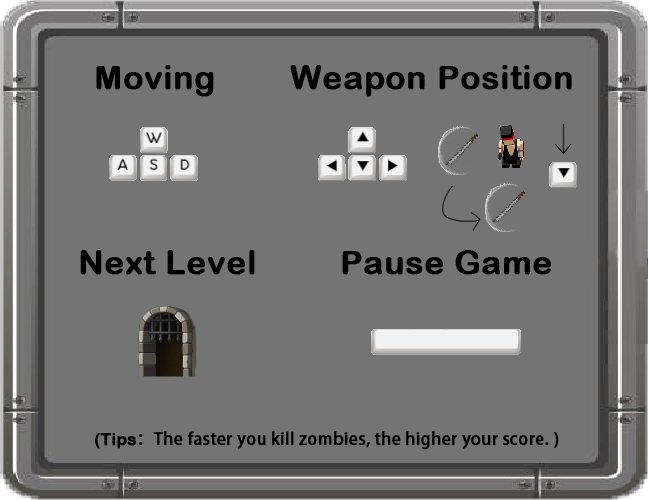 Moving
Weapon Position
W
A S D
▲
◀ ▼ ▶
▼
Next Level
Pause Game
(Tips: The faster you kill zombies, the higher your score. )